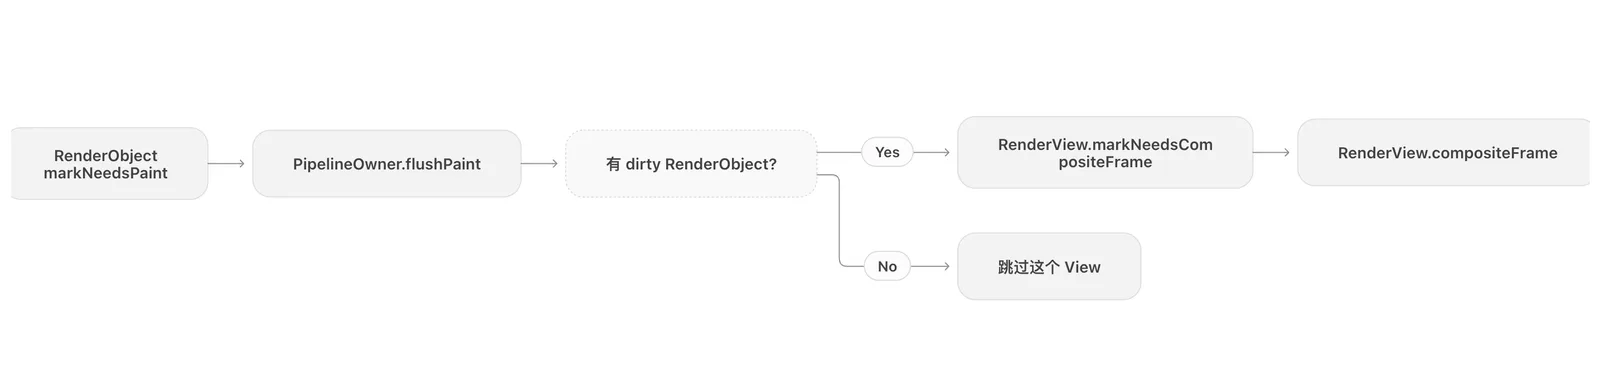 RenderObject
markNeedsPaint
PipelineOwner.flushPaint
有 dirty RenderObject?
Yes
RenderView.markNeedsCom
positeFrame
RenderView.compositeFrame
No
跳过这个 View